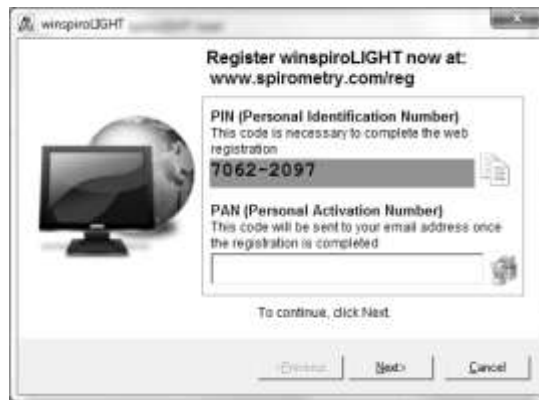 winspiroLIGHT
Register winspiroLIGHT now at:
www.spirometry.com/reg
PIN (Personal Identification Number)
This code is necessary to complete the web
registration
7062-2097
PAN (Personal Activation Number)
This code will be sent to your email address once
the registration is completed
To continue, click Next.
<Previous
Next>
Cancel